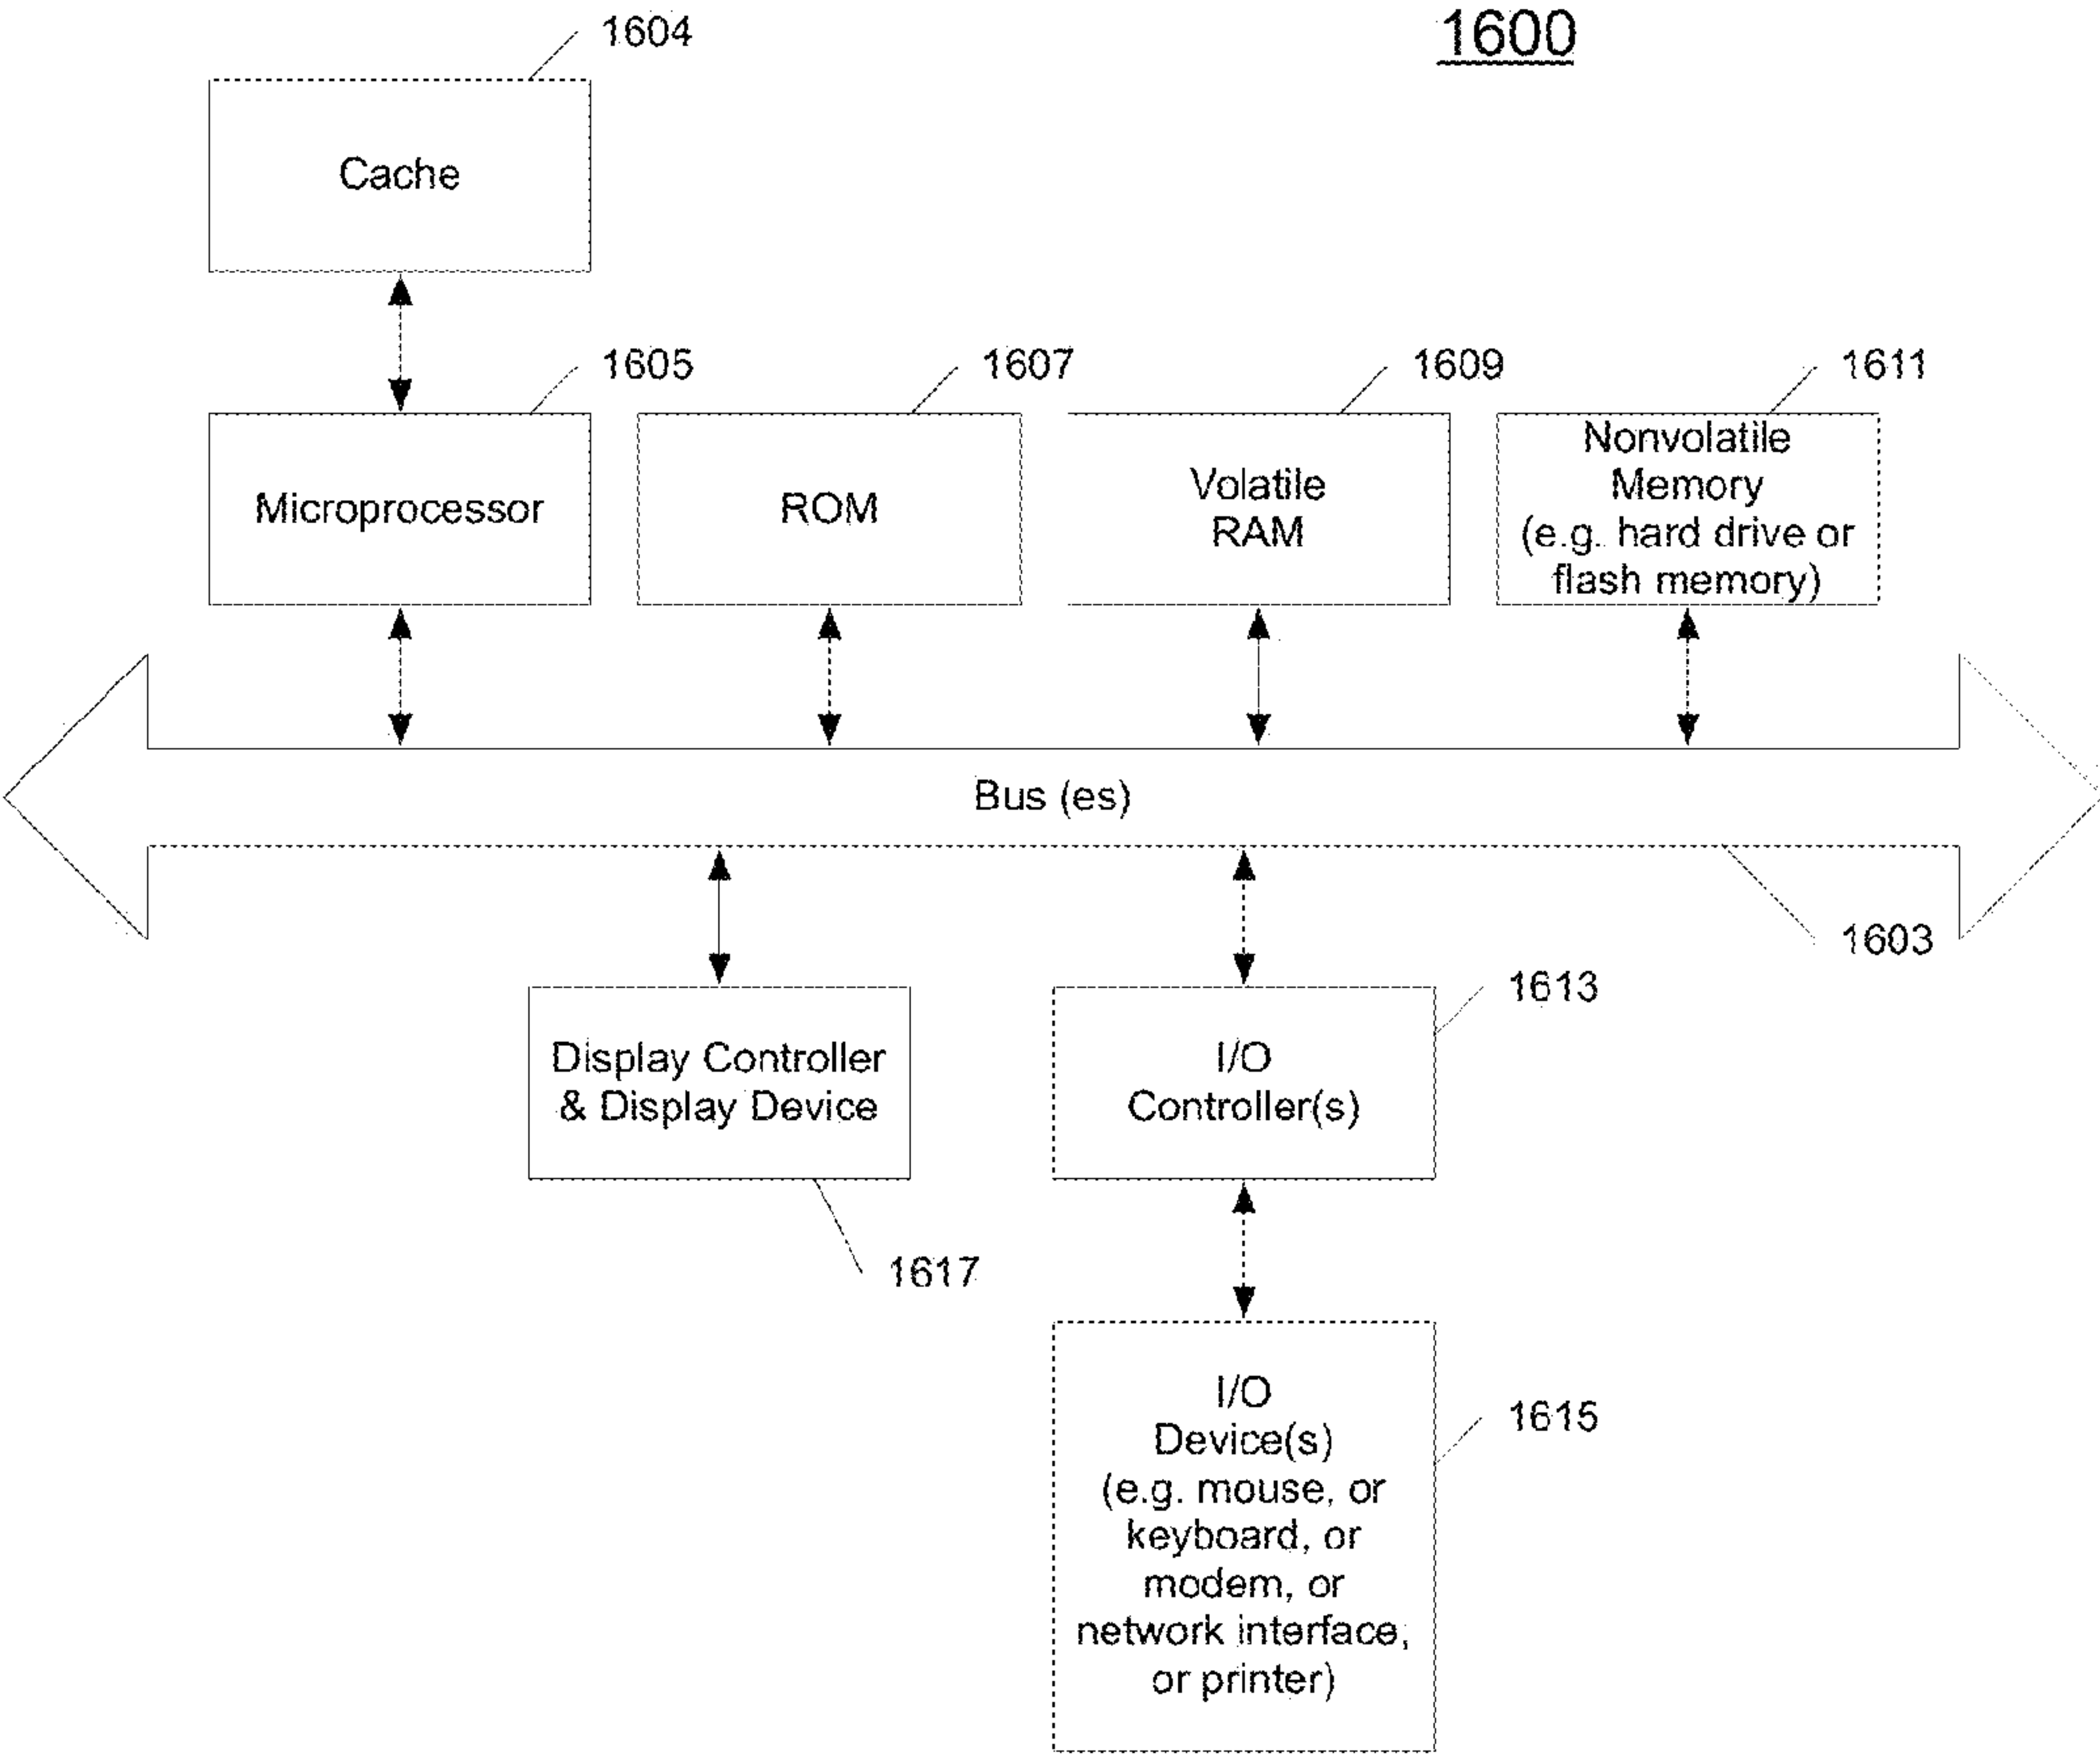 1604
1600
Cache
1605
1607
1609
1611
Microprocessor
ROM
Volatile
RAM
Nonvolatile
Memory
(e.g. hard drive or
flash memory)
Bus (es)
1603
Display Controller
& Display Device
1617
I/O
Controller(s)
1613
I/O
Device(s)
(e.g. mouse, or
keyboard, or
modem, or
network interface,
or printer)
1615